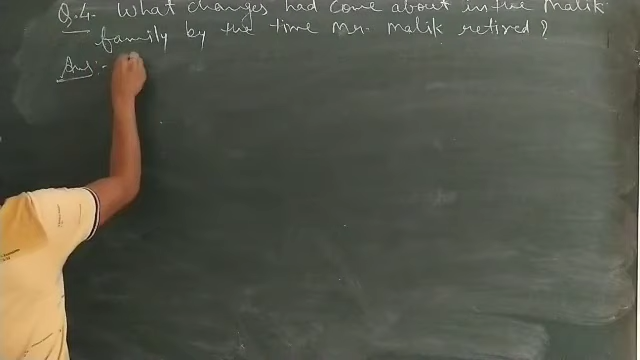 Q.4. What changes had come about in the Malik
family by the time Mr. Malik retired?
Ans:-